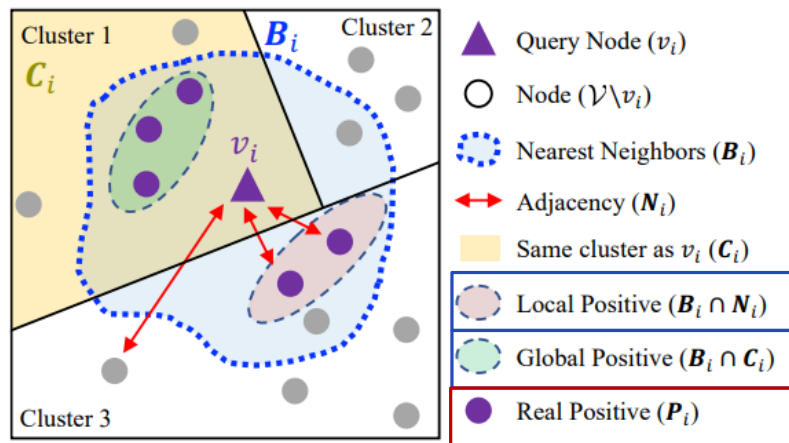 Cluster 1
B_i
Cluster 2
C_i
v_i
Cluster 3
Query Node (v_i)
Node (𝒱\v_i)
Nearest Neighbors (B_i)
Adjacency (N_i)
Same cluster as v_i (C_i)
Local Positive (B_i ∩ N_i)
Global Positive (B_i ∩ C_i)
Real Positive (P_i)